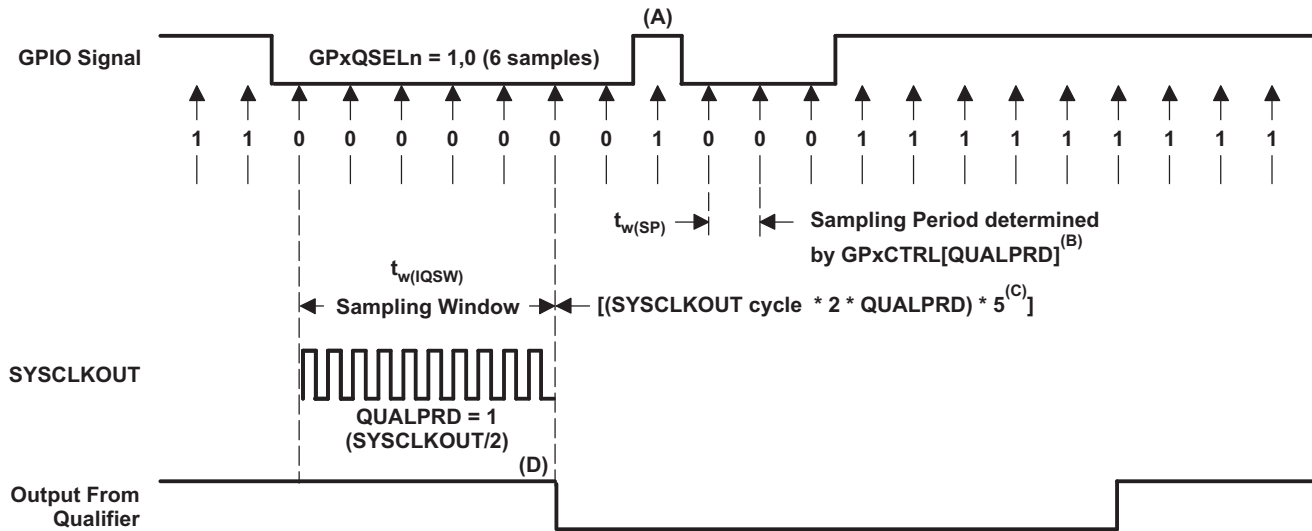 (A)
GPIO Signal
GPxQSELn = 1,0 (6 samples)
1 1 0 0 0 0 0 0 0 1 0 0 0 1 1 1 1 1 1 1 1 1
tw(SP)
Sampling Period determined
by GPxCTRL[QUALPRD](B)
tw(IQSW)
Sampling Window
[(SYSCLKOUT cycle * 2 * QUALPRD) * 5(C)]
SYSCLKOUT
QUALPRD = 1
(SYSCLKOUT/2)
(D)
Output From
Qualifier